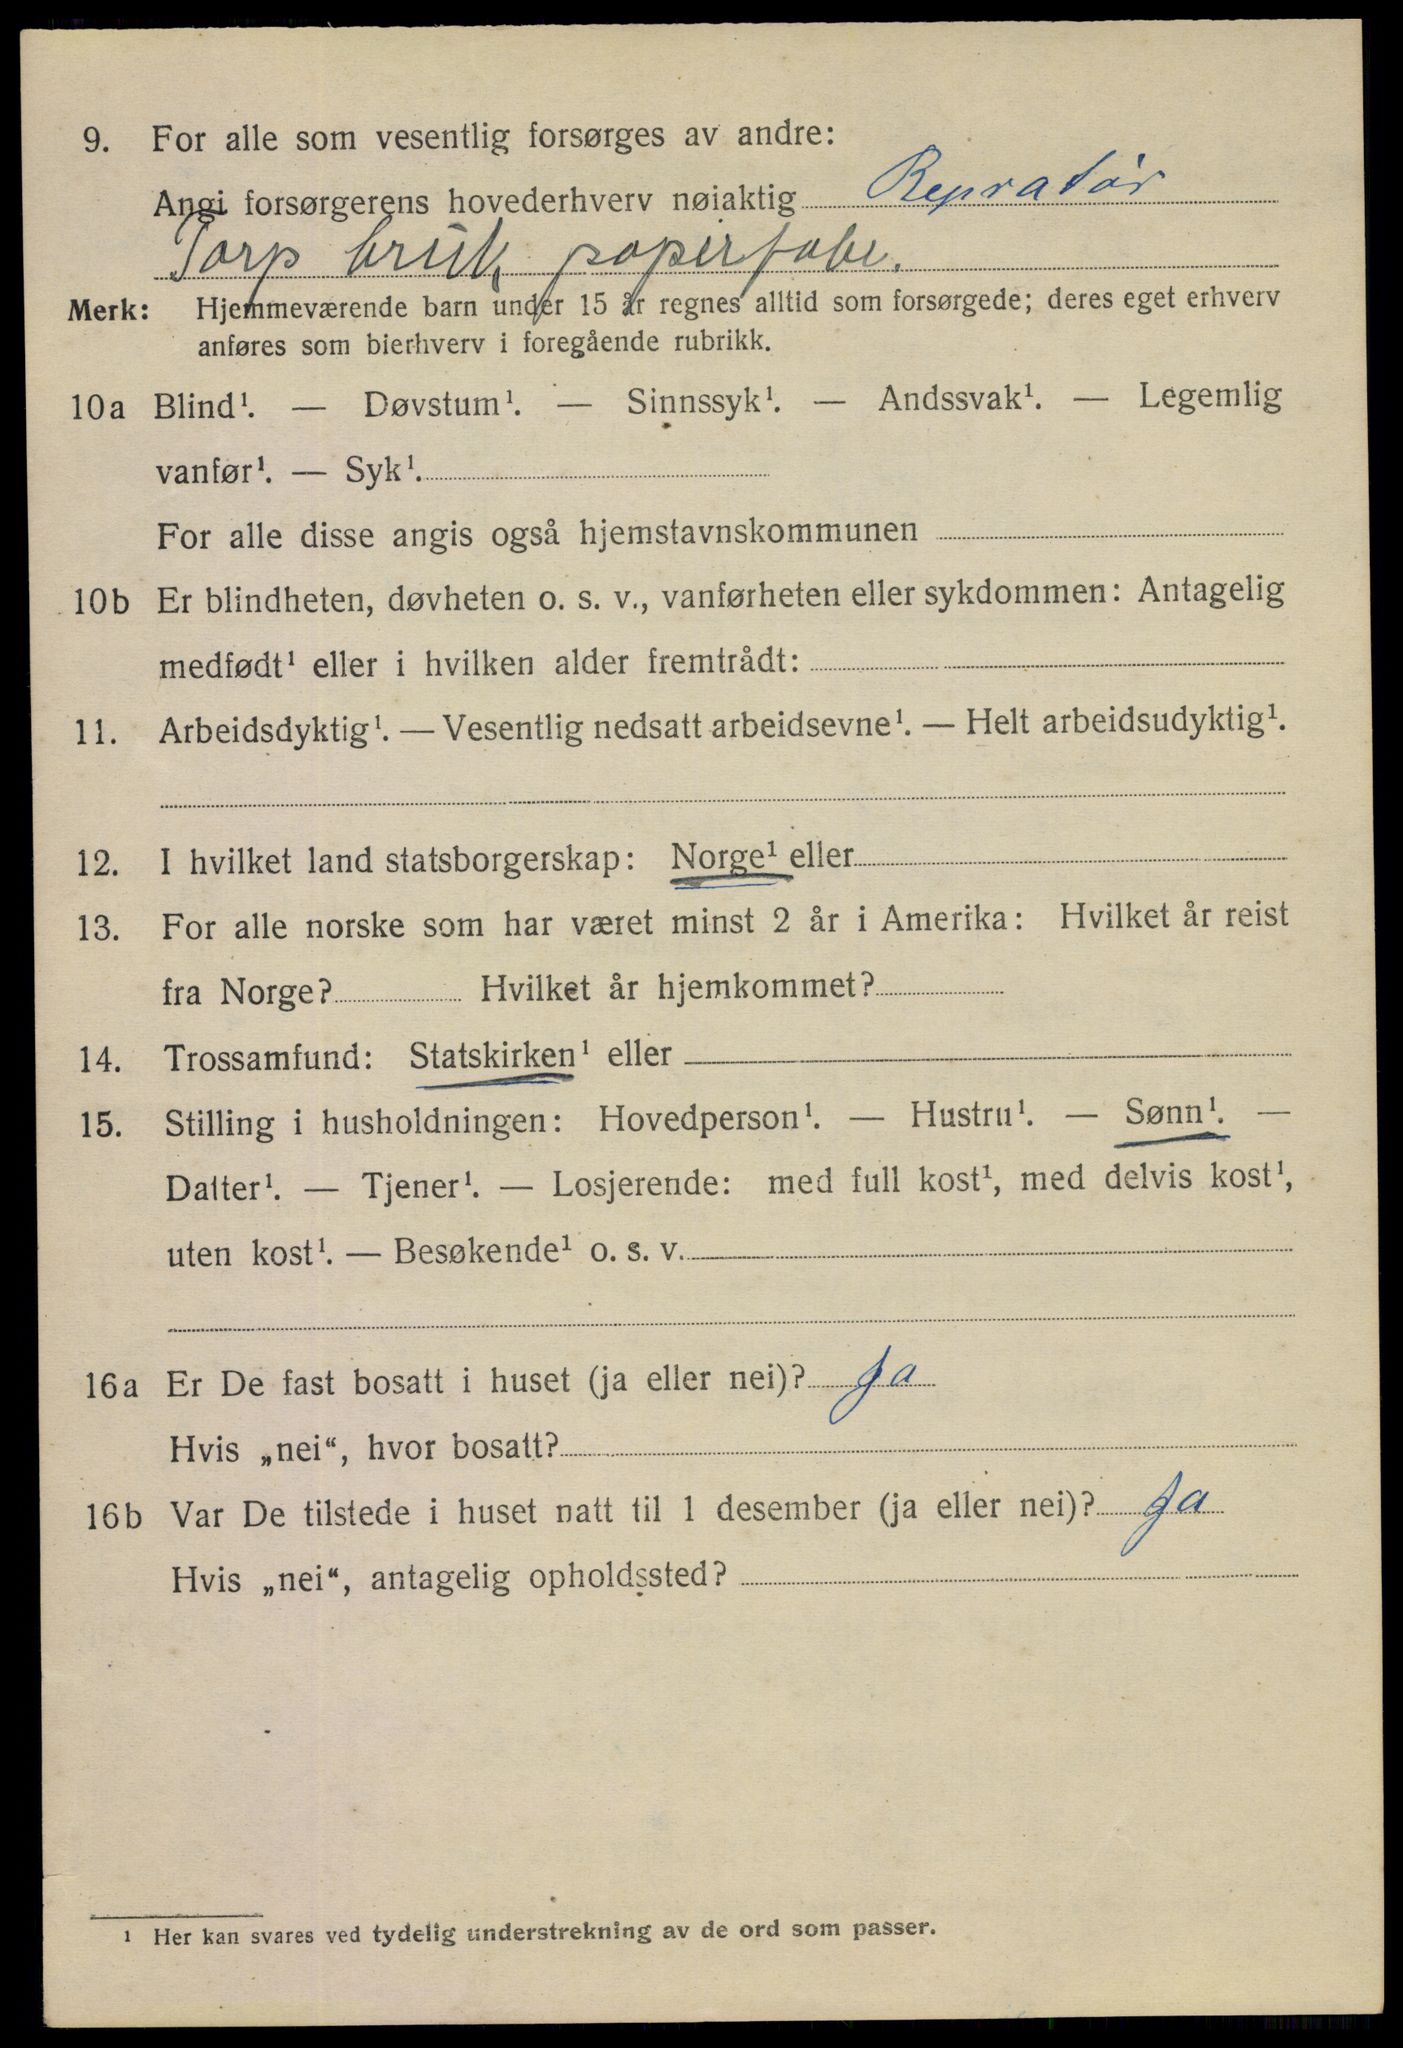 9. For alle som vesentlig forsørges av andre:
Angi forsørgerens hovederhverv nøiaktig Repratør
Torp bruk papirfabr.
Merk: Hjemmeværende barn under 15 år regnes alltid som forsørgede; deres eget erhverv
anføres som bierhverv i foregående rubrikk.
10a Blind¹. — Døvstum¹. — Sinnssyk¹. — Andssvak¹. — Legemlig
vanfør¹. — Syk¹.
For alle disse angis også hjemstavnskommunen
10b Er blindheten, døvheten o. s. v., vanførheten eller sykdommen: Antagelig
medfødt¹ eller i hvilken alder fremtrådt:
11. Arbeidsdyktig¹. — Vesentlig nedsatt arbeidsevne¹. — Helt arbeidsudyktig¹.
12. I hvilket land statsborgerskap: Norge¹ eller
13. For alle norske som har været minst 2 år i Amerika: Hvilket år reist
fra Norge? Hvilket år hjemkommet?
14. Trossamfund: Statskirken¹ eller
15. Stilling i husholdningen: Hovedperson¹. — Hustru¹. — Sønn¹. —
Datter¹. — Tjener¹. — Losjerende: med full kost¹, med delvis kost¹,
uten kost¹. — Besøkende¹ o. s. v.
16a Er De fast bosatt i huset (ja eller nei)? Ja
Hvis „nei“, hvor bosatt?
16b Var De tilstede i huset natt til 1 desember (ja eller nei)? Ja
Hvis „nei“, antagelig opholdssted?
¹ Her kan svares ved tydelig understrekning av de ord som passer.